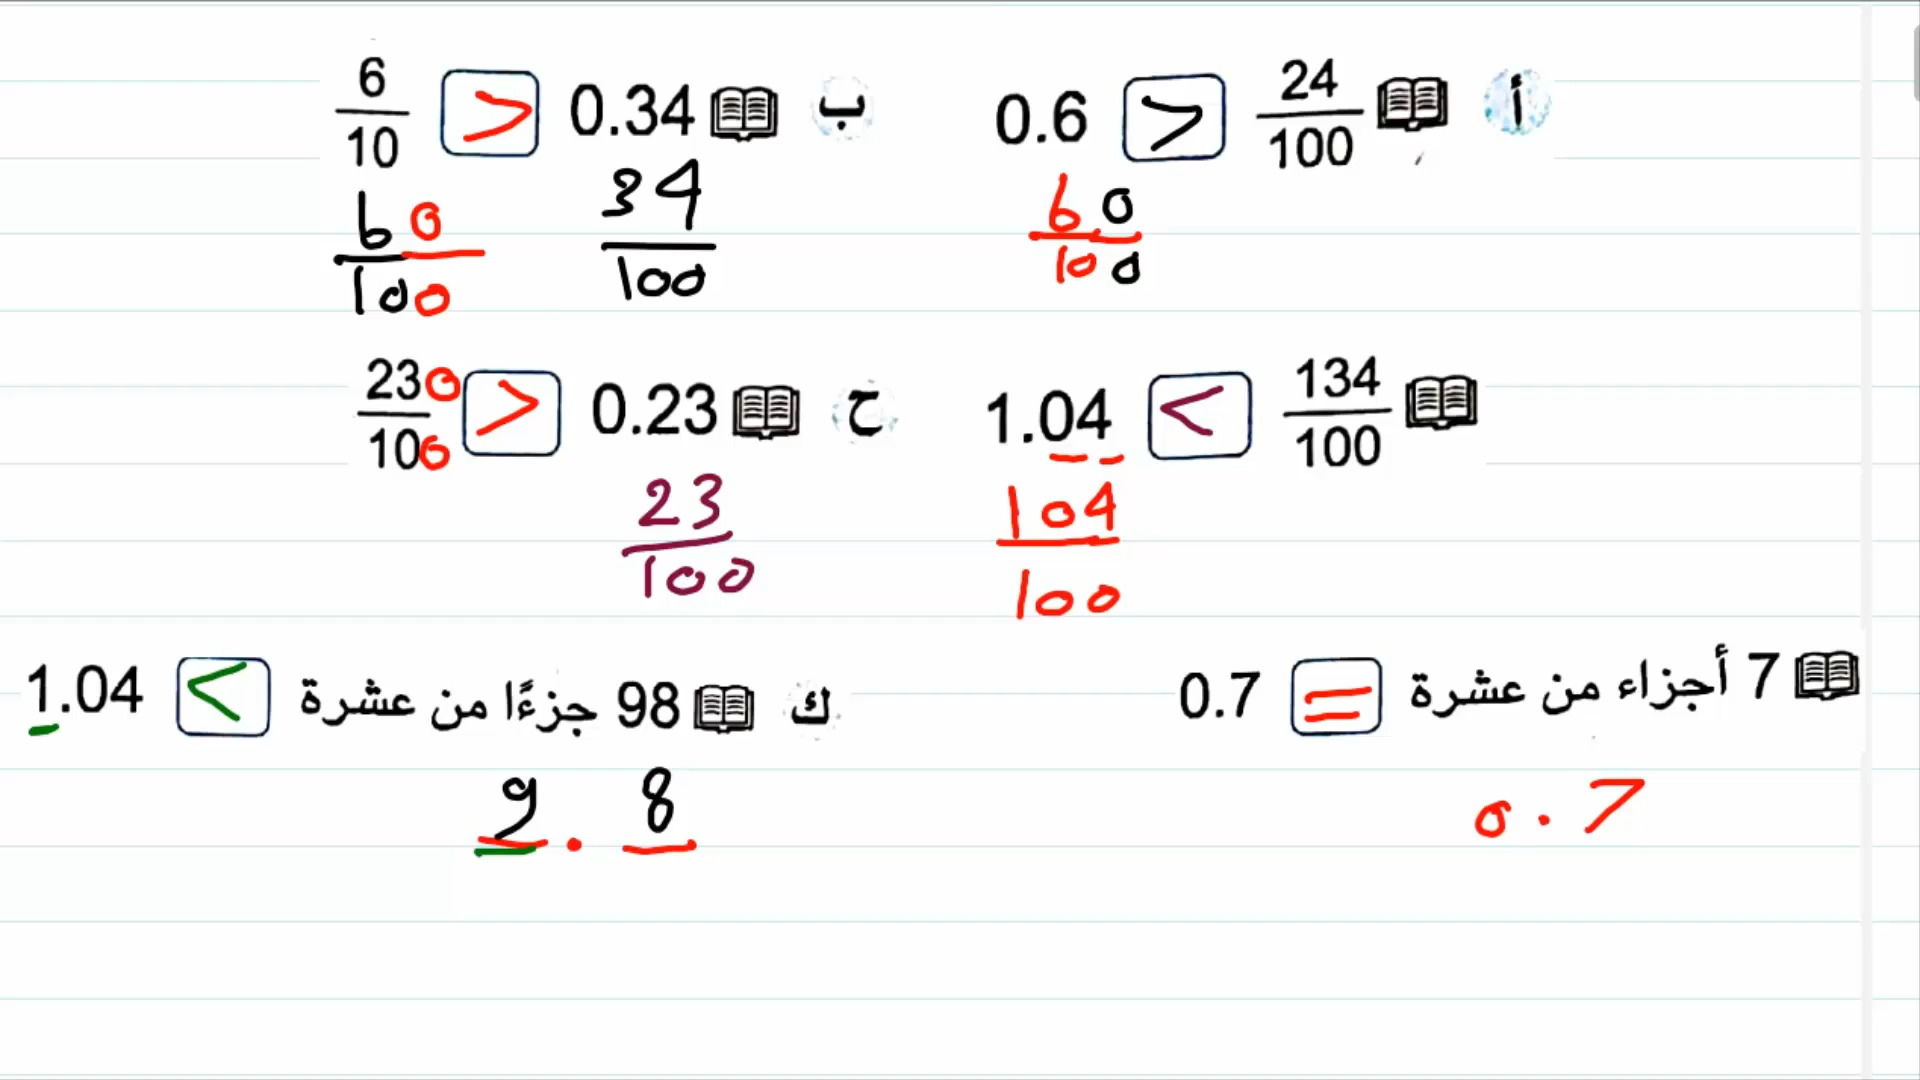 أ 24/100 > 0.6
60/100
ب 0.34 > 6/10
34/100 60/100
134/100 < 1.04
104/100
ح 0.23 > 230/100
23/100
7 أجزاء من عشرة = 0.7
0.7
ك 98 جزءًا من عشرة < 1.04
9.8